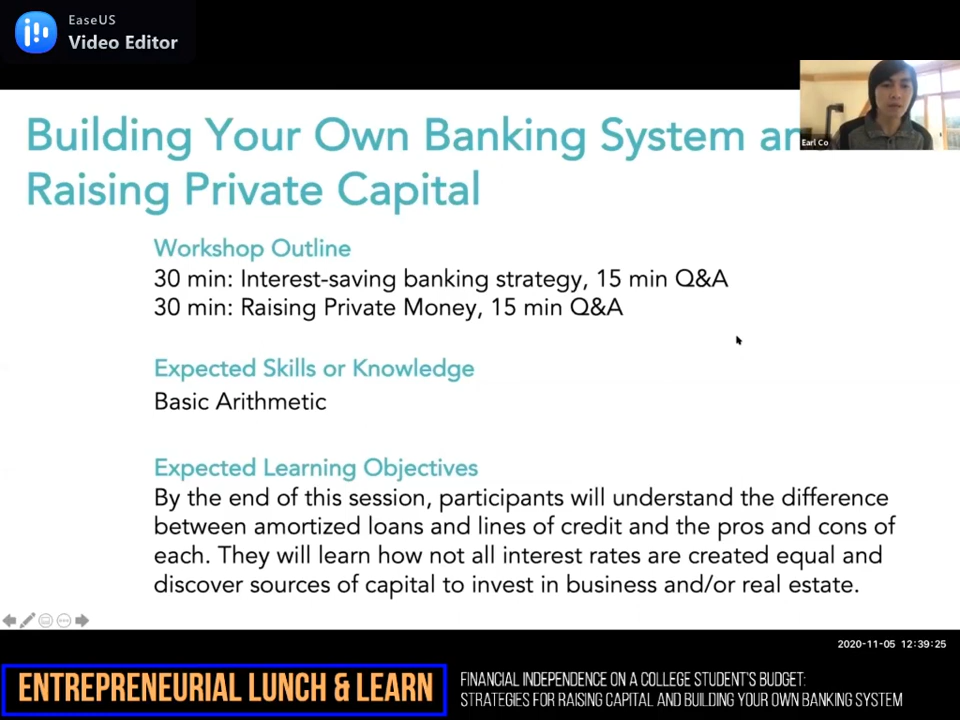 EaseUS
Video Editor
Building Your Own Banking System an
Raising Private Capital
Earl Co
Workshop Outline
30 min: Interest-saving banking strategy, 15 min Q&A
30 min: Raising Private Money, 15 min Q&A
Expected Skills or Knowledge
Basic Arithmetic
Expected Learning Objectives
By the end of this session, participants will understand the difference
between amortized loans and lines of credit and the pros and cons of
each. They will learn how not all interest rates are created equal and
discover sources of capital to invest in business and/or real estate.
2020-11-05 12:39:25
ENTREPRENEURIAL LUNCH & LEARN
FINANCIAL INDEPENDENCE ON A COLLEGE STUDENT'S BUDGET:
STRATEGIES FOR RAISING CAPITAL AND BUILDING YOUR OWN BANKING SYSTEM